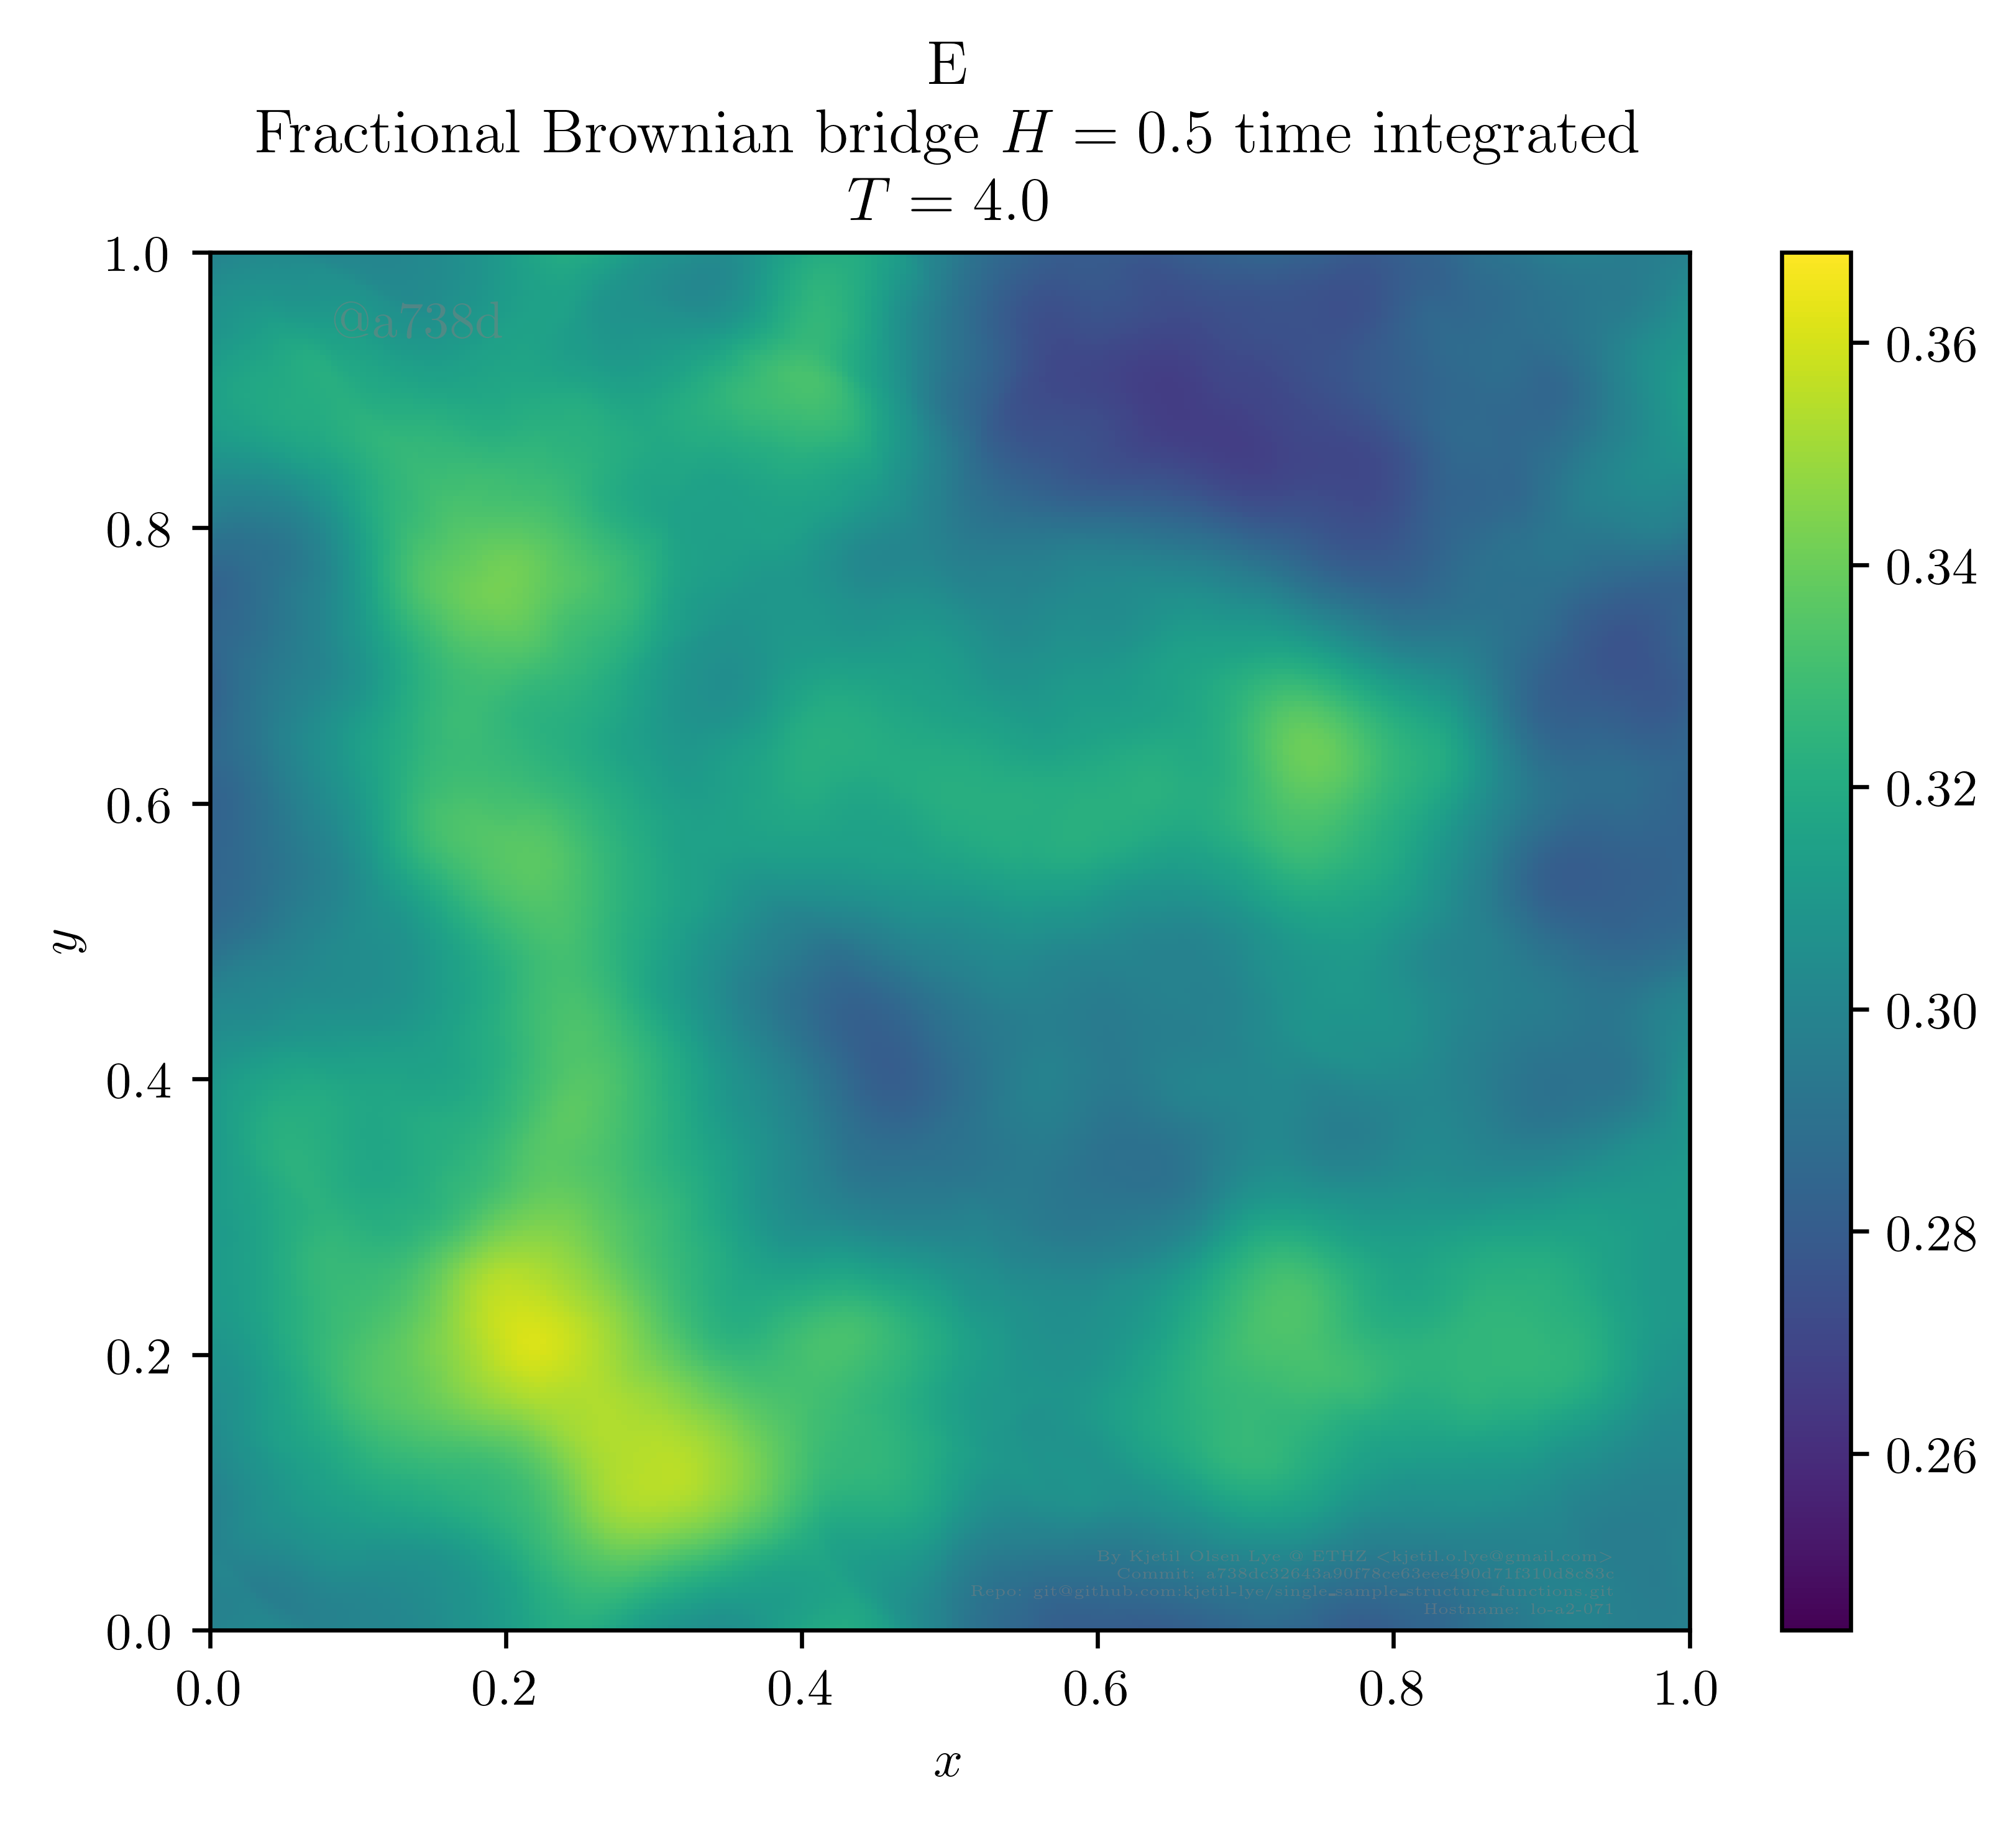 E
Fractional Brownian bridge H = 0.5 time integrated
T = 4.0
1.0
0.8
0.6
0.4
0.2
0.0
y
0.0 0.2 0.4 0.6 0.8 1.0
x
0.36
0.34
0.32
0.30
0.28
0.26
@a738d
By Kjetil Olsen Lye @ ETHZ <kjetil.o.lye@gmail.com>
Commit:
Repo: git@github.com:kjetil-lye/single_sample_structure_functions.git
Hostname: lo-a2-071